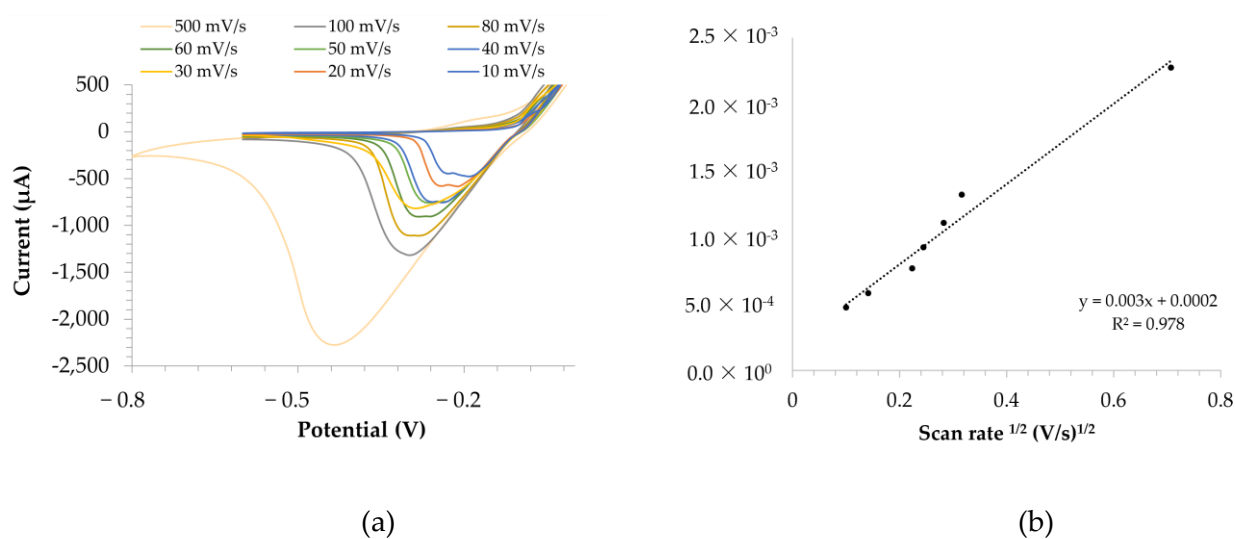 500 mV/s 100 mV/s 80 mV/s
60 mV/s 50 mV/s 40 mV/s
30 mV/s 20 mV/s 10 mV/s
500
0
-500
-1,000
-1,500
-2,000
-2,500
Current (µA)
− 0.8 − 0.5 − 0.2
Potential (V)
(a)
2.5 × 10⁻³
2.0 × 10⁻³
1.5 × 10⁻³
1.0 × 10⁻³
5.0 × 10⁻⁴
0.0 × 10⁰
y = 0.003x + 0.0002
R² = 0.978
0 0.2 0.4 0.6 0.8
Scan rate ¹/² (V/s)¹/²
(b)